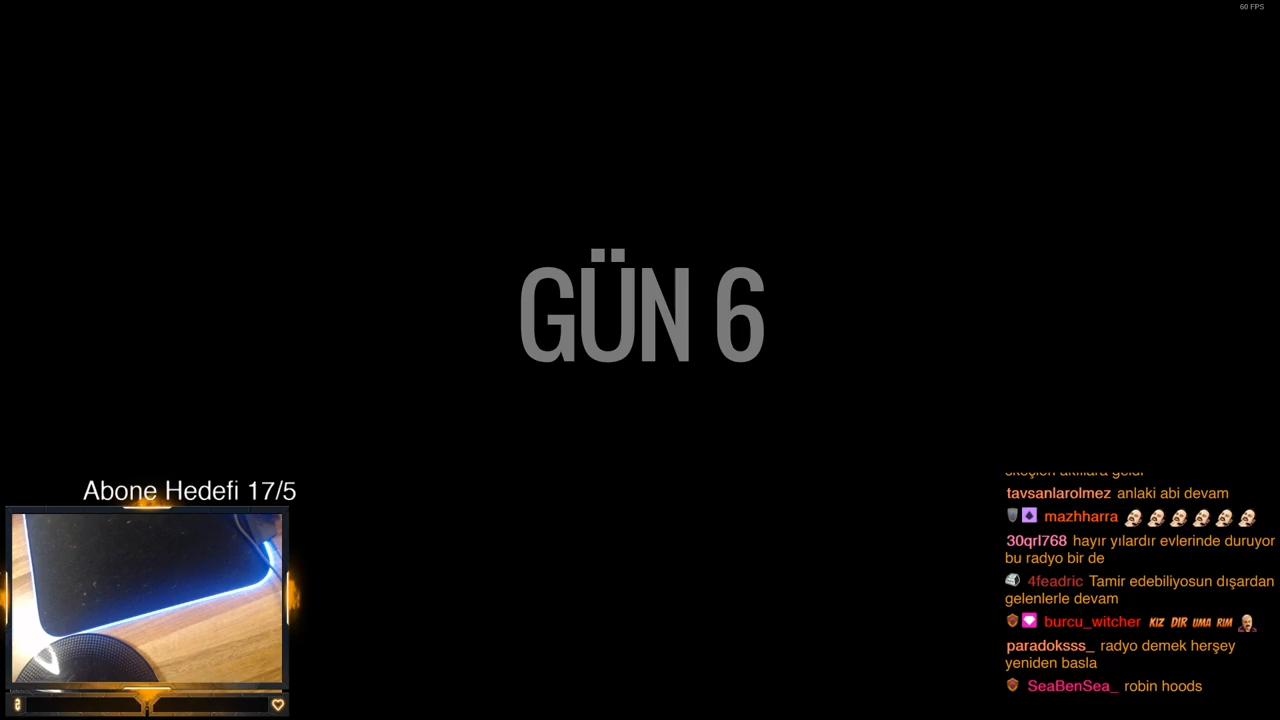 60 FPS
GÜN 6
Abone Hedefi 17/5
tavsanlarolmez anlaki abi devam
mazhharra
30qrl768 hayır yılardır evlerinde duruyor
bu radyo bir de
4feadric Tamir edebiliyosun dışardan
gelenlerle devam
burcu_witcher KIZ DIR UMA RIM
paradoksss_ radyo demek herşey
yeniden basla
SeaBenSea_ robin hoods